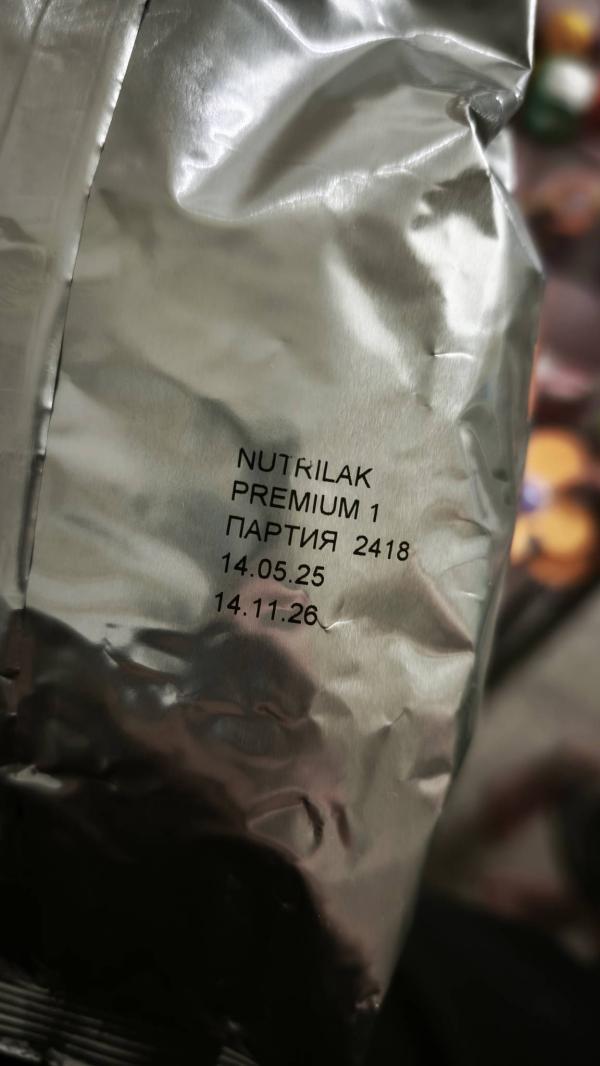 NUTRILAK
PREMIUM 1
ПАРТИЯ 2418
14.05.25
14.11.26